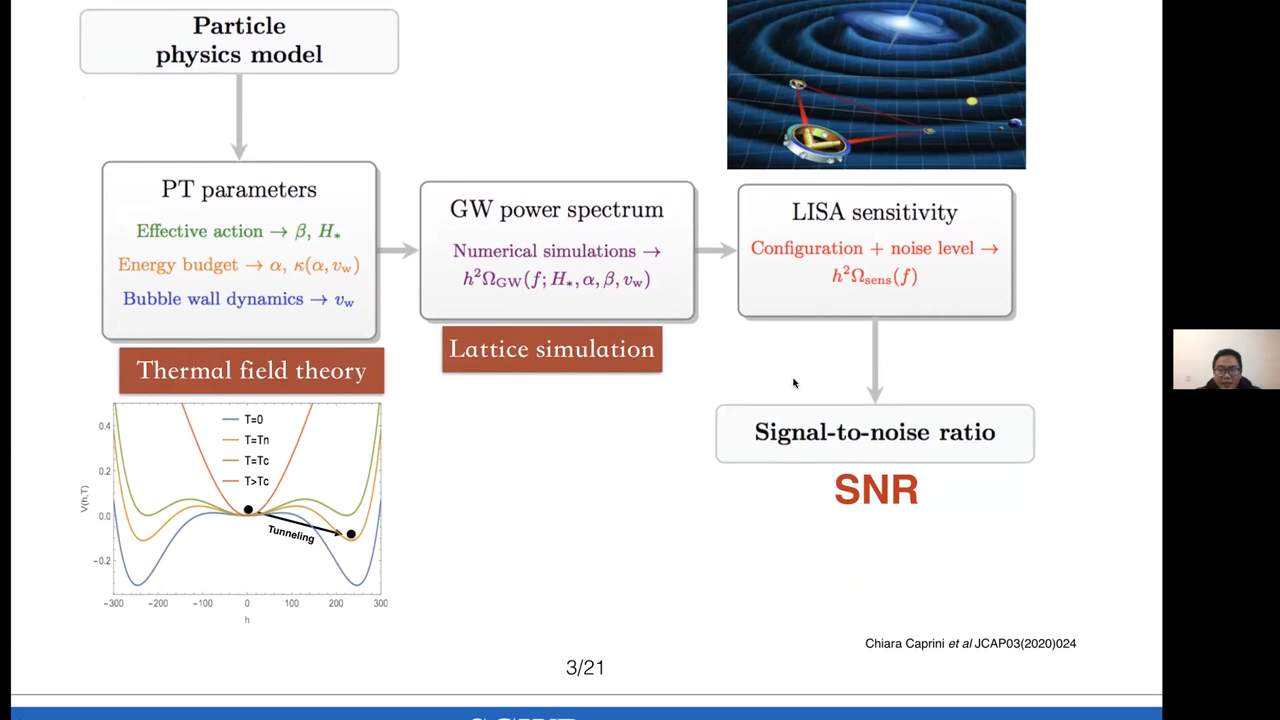 Particle
physics model
PT parameters
Effective action → β, H*
Energy budget → α, κ(α, vw)
Bubble wall dynamics → vw
GW power spectrum
Numerical simulations →
h²ΩGW(f; H*, α, β, vw)
LISA sensitivity
Configuration + noise level →
h²Ωsens(f)
Thermal field theory
Lattice simulation
Signal-to-noise ratio
SNR
T=0
T=Tn
T=Tc
T>Tc
Tunneling
V(h,T)
0.4
0.2
0.0
−0.2
−300 −200 −100 0 100 200 300
h
Chiara Caprini et al JCAP03(2020)024
3/21